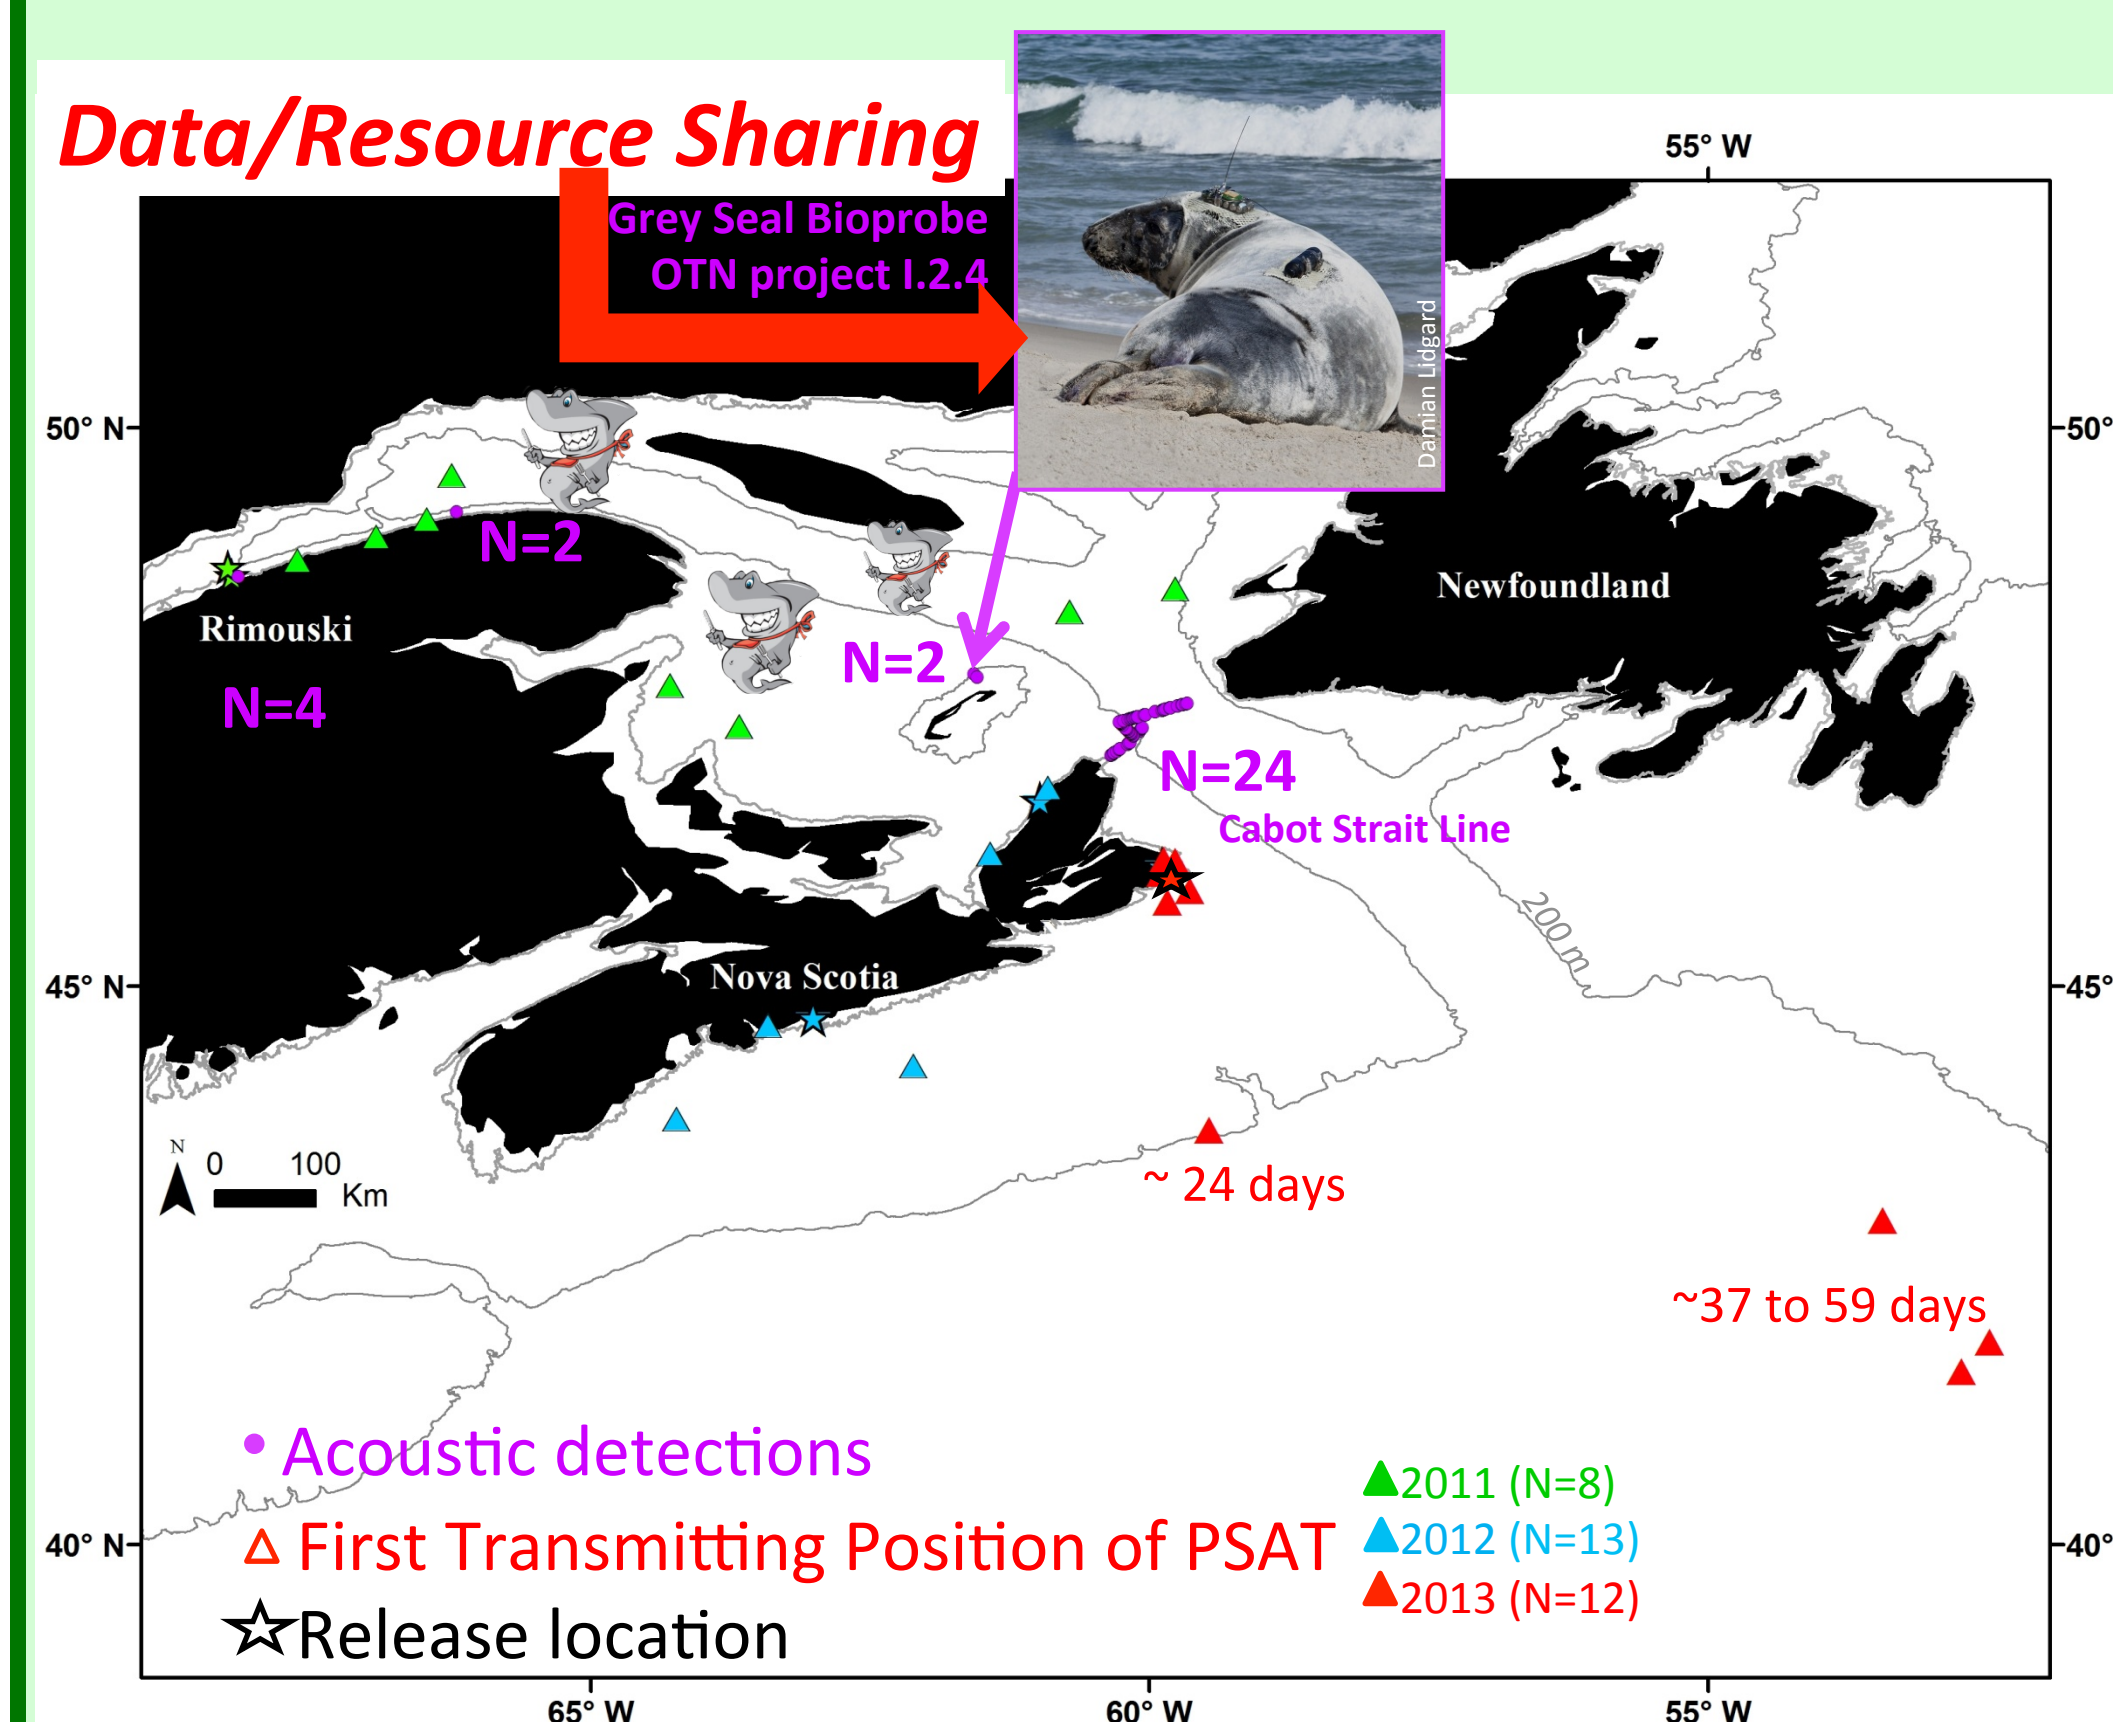 Data/Resource Sharing
Grey Seal Bioprobe
OTN project I.2.4
Damian Lidgard
55° W
50° N
50°
N=2
Rimouski
N=4
N=2
Newfoundland
N=24
Cabot Strait Line
200 m
45° N
45°
Nova Scotia
N
0 100
Km
~ 24 days
~37 to 59 days
Acoustic detections
First Transmitting Position of PSAT
Release location
2011 (N=8)
2012 (N=13)
2013 (N=12)
40° N
40°
65° W
60° W
55° W